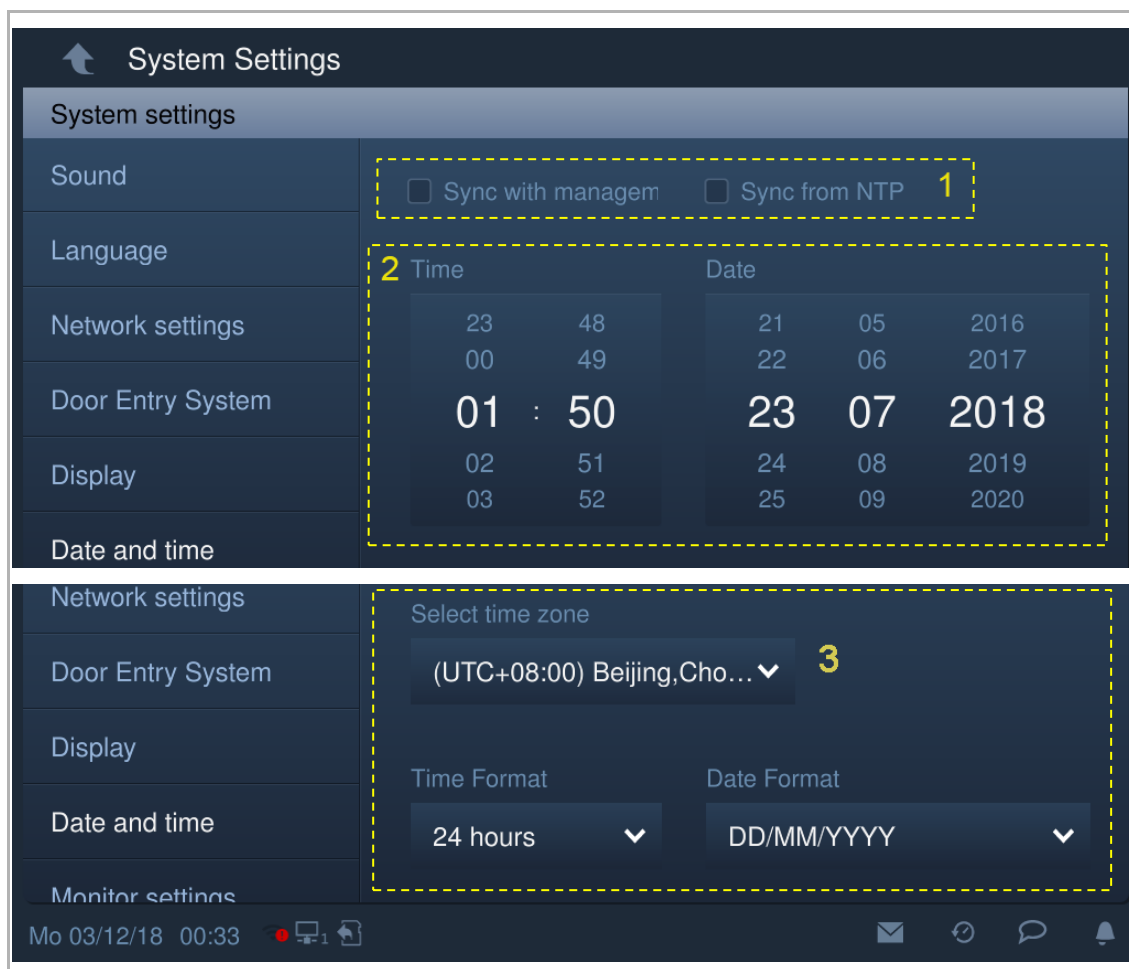 System Settings
System settings
Sound
Sync with managem
Sync from NTP
1
Language
2
Time
Date
Network settings
23 48 21 05 2016
00 49 22 06 2017
Door Entry System
01 : 50 23 07 2018
Display
02 51 24 08 2019
03 52 25 09 2020
Date and time
Network settings
Select time zone
Door Entry System
(UTC+08:00) Beijing,Cho...
3
Display
Time Format
Date Format
Date and time
24 hours
DD/MM/YYYY
Monitor settings
Mo 03/12/18 00:33
1